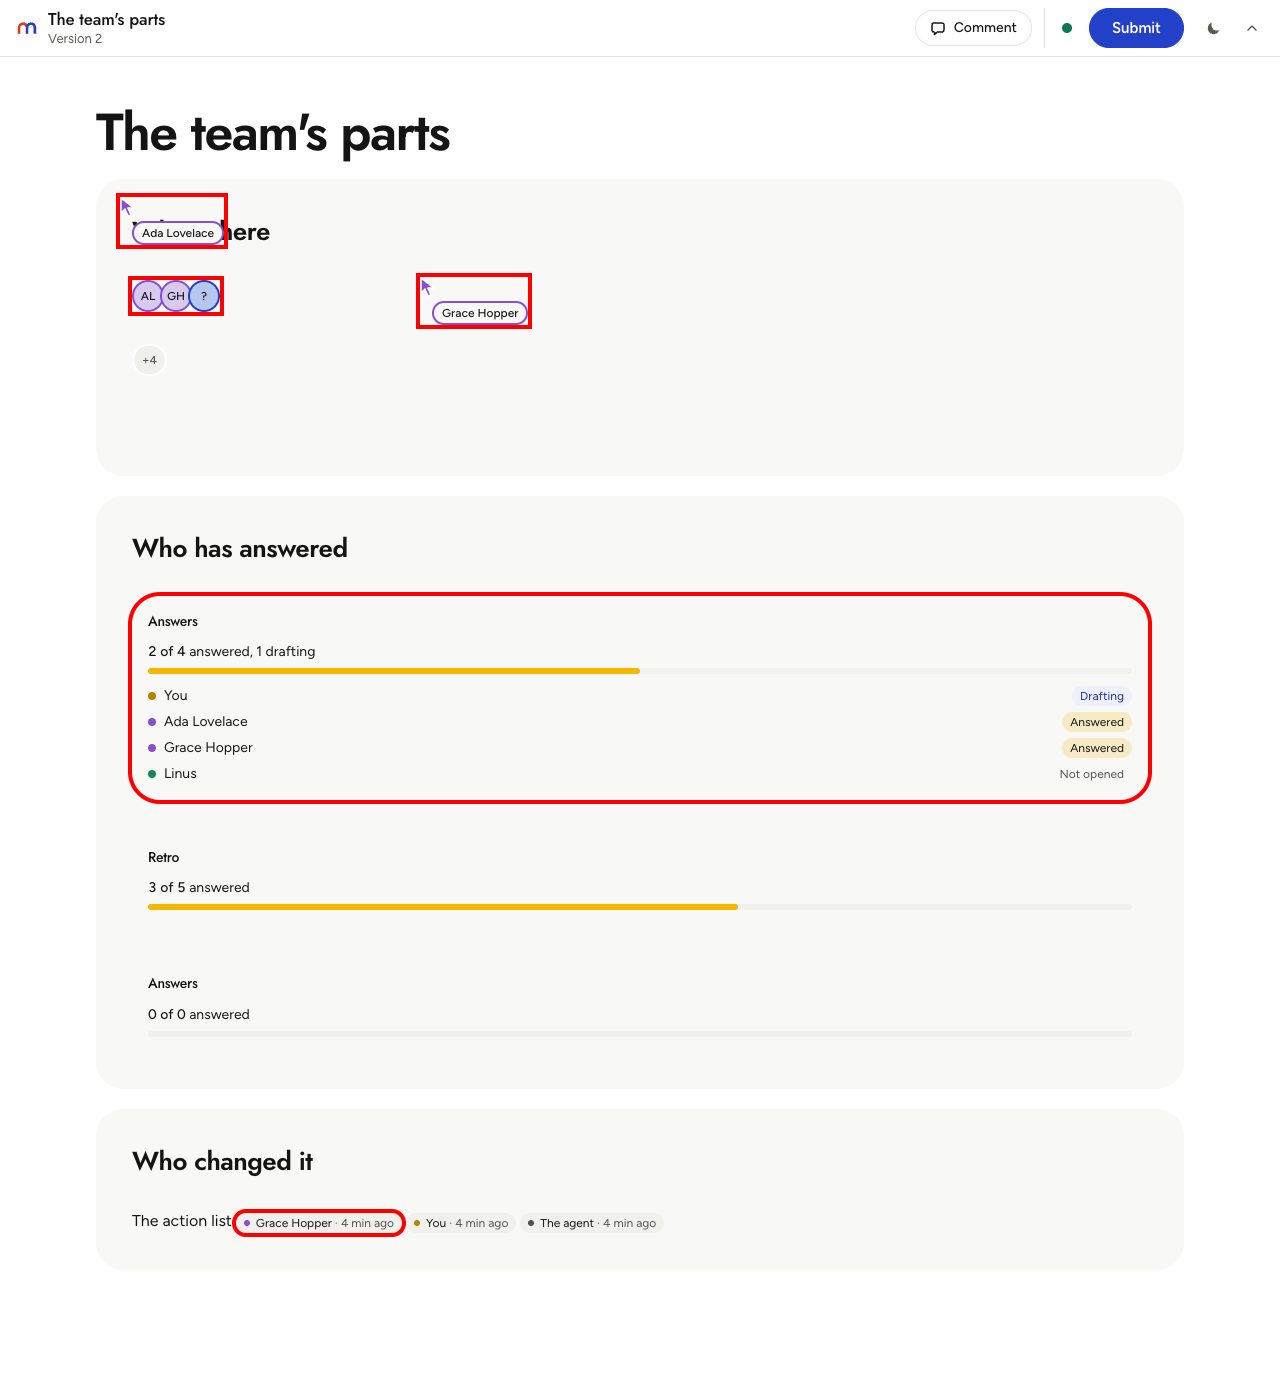 The team's parts
Version 2
Comment
Submit
The team's parts
Ada Lovelace
here
AL GH ?
Grace Hopper
+4
Who has answered
Answers
2 of 4 answered, 1 drafting
You Drafting
Ada Lovelace Answered
Grace Hopper Answered
Linus Not opened
Retro
3 of 5 answered
Answers
0 of 0 answered
Who changed it
The action list Grace Hopper · 4 min ago You · 4 min ago The agent · 4 min ago